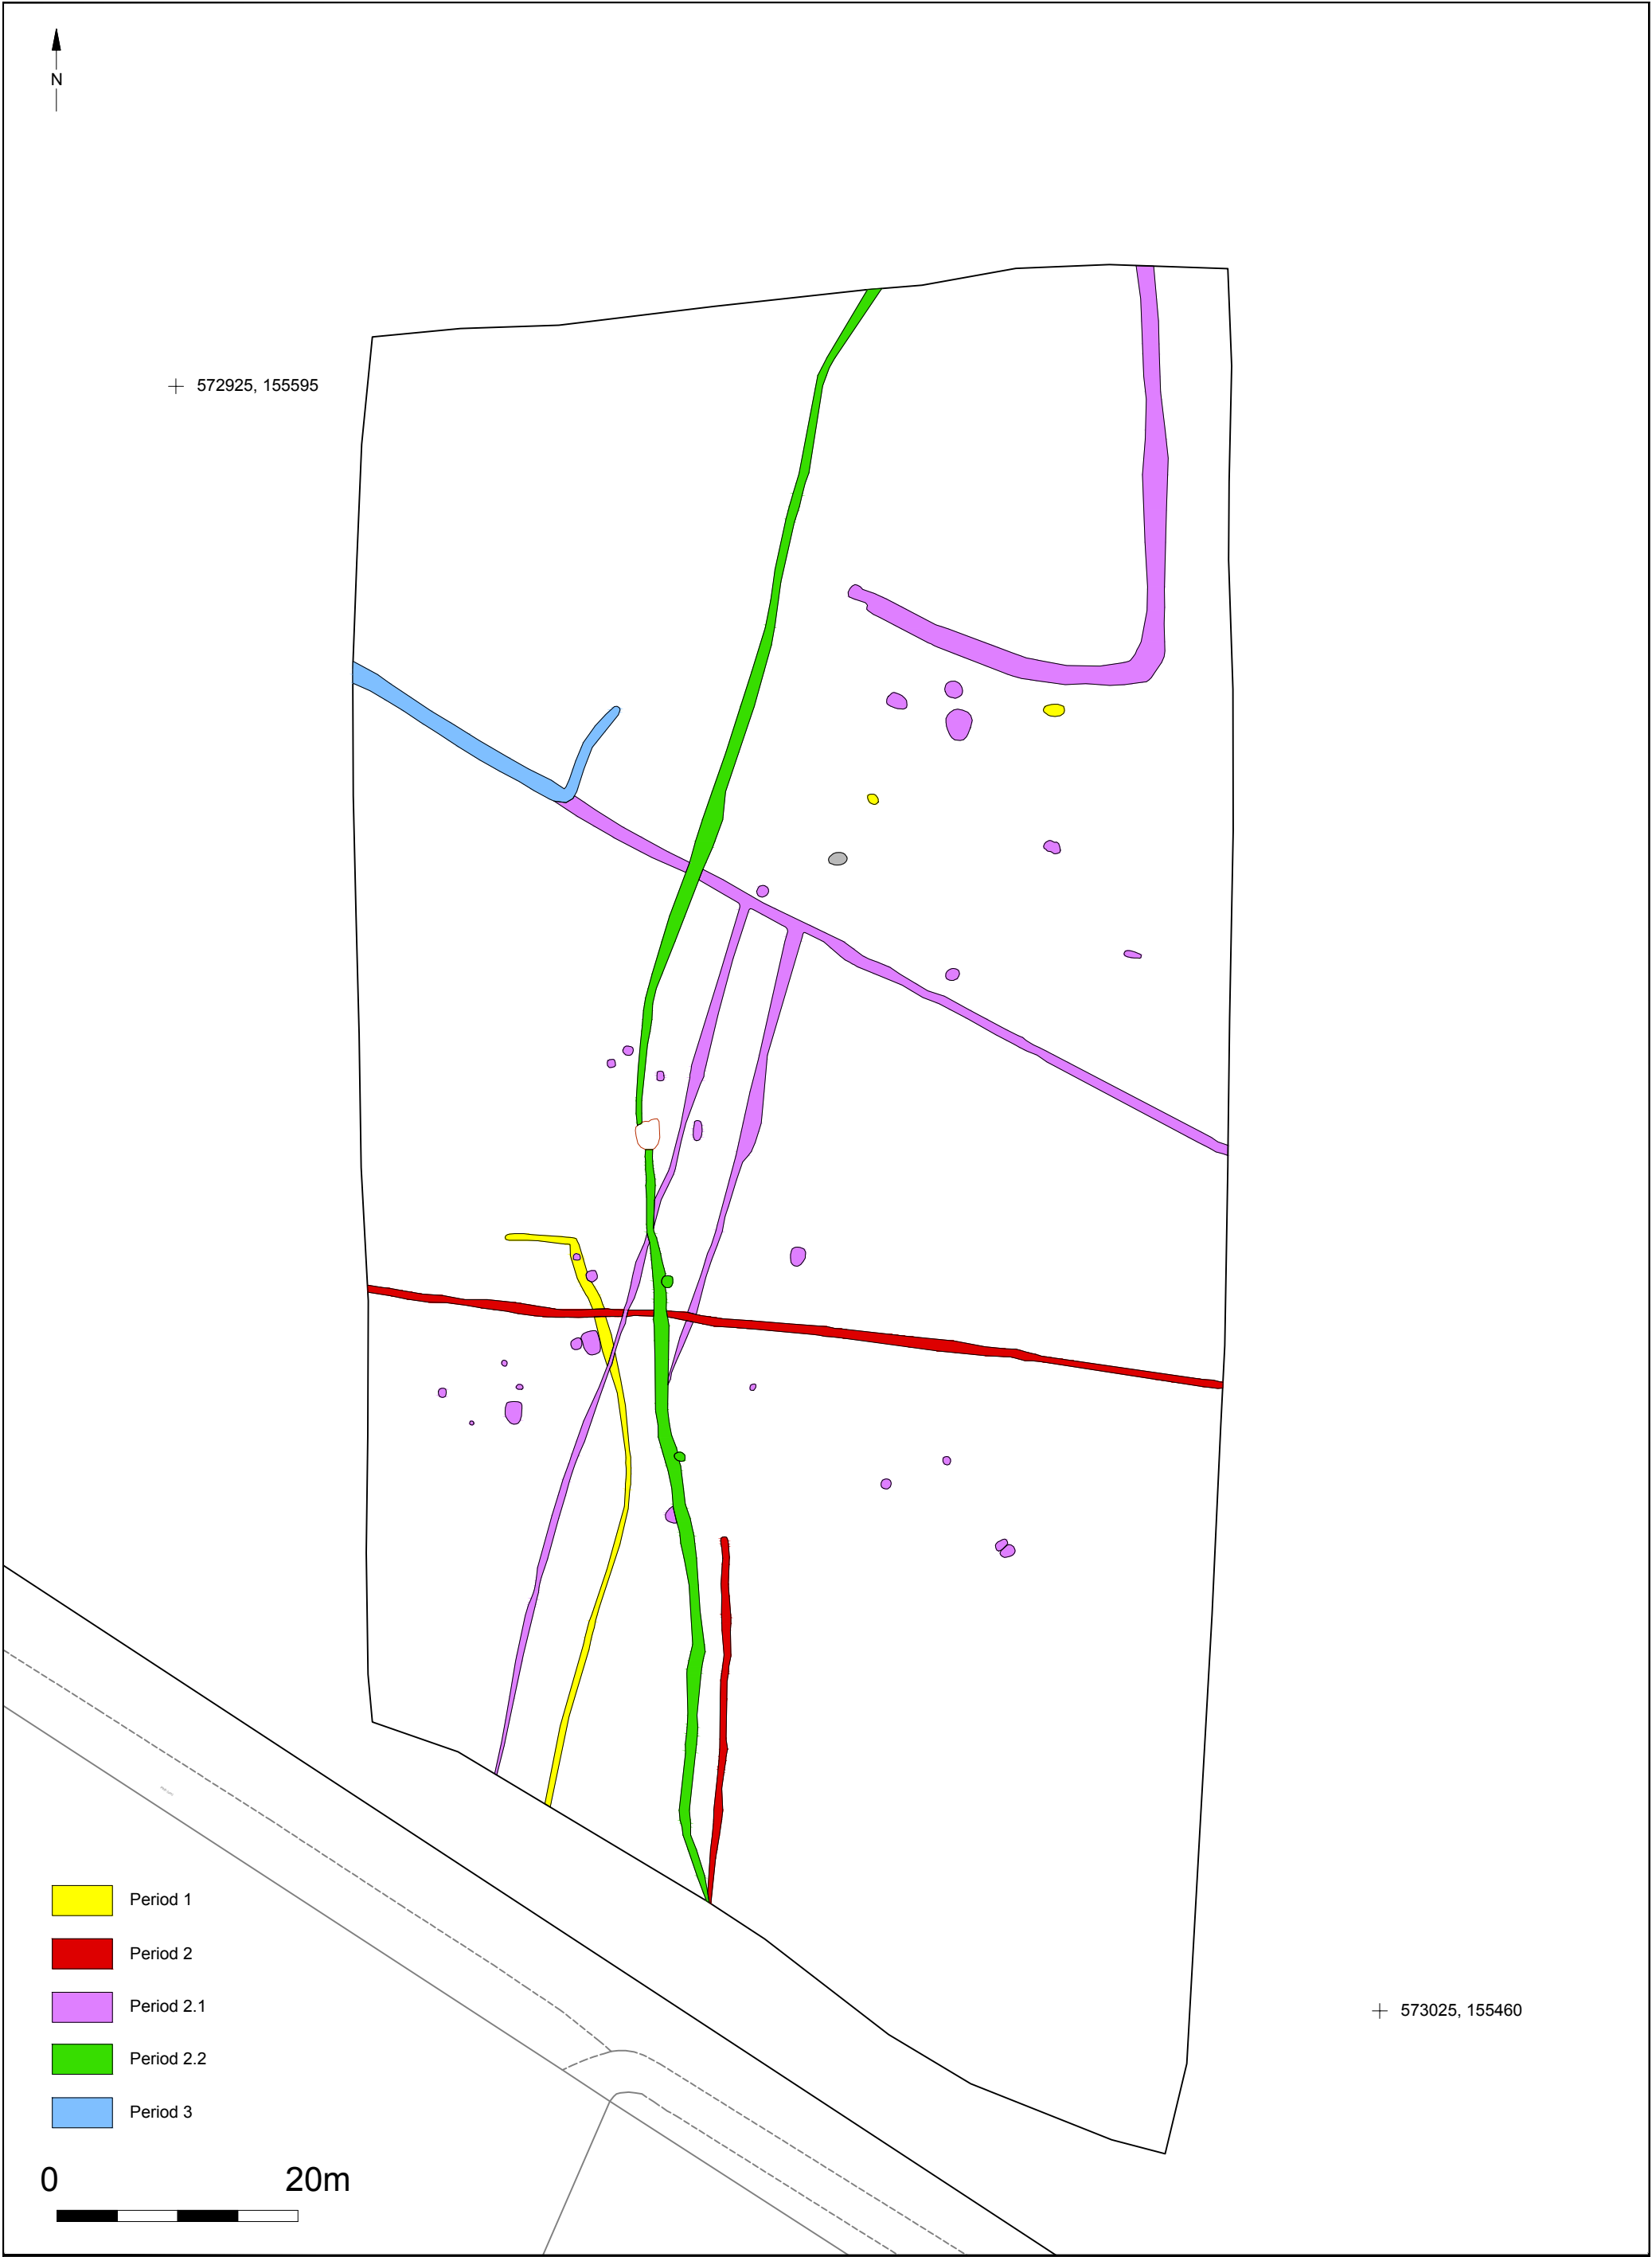 N
572925, 155595
Period 1
Period 2
Period 2.1
573025, 155460
Period 2.2
Period 3
0 20m